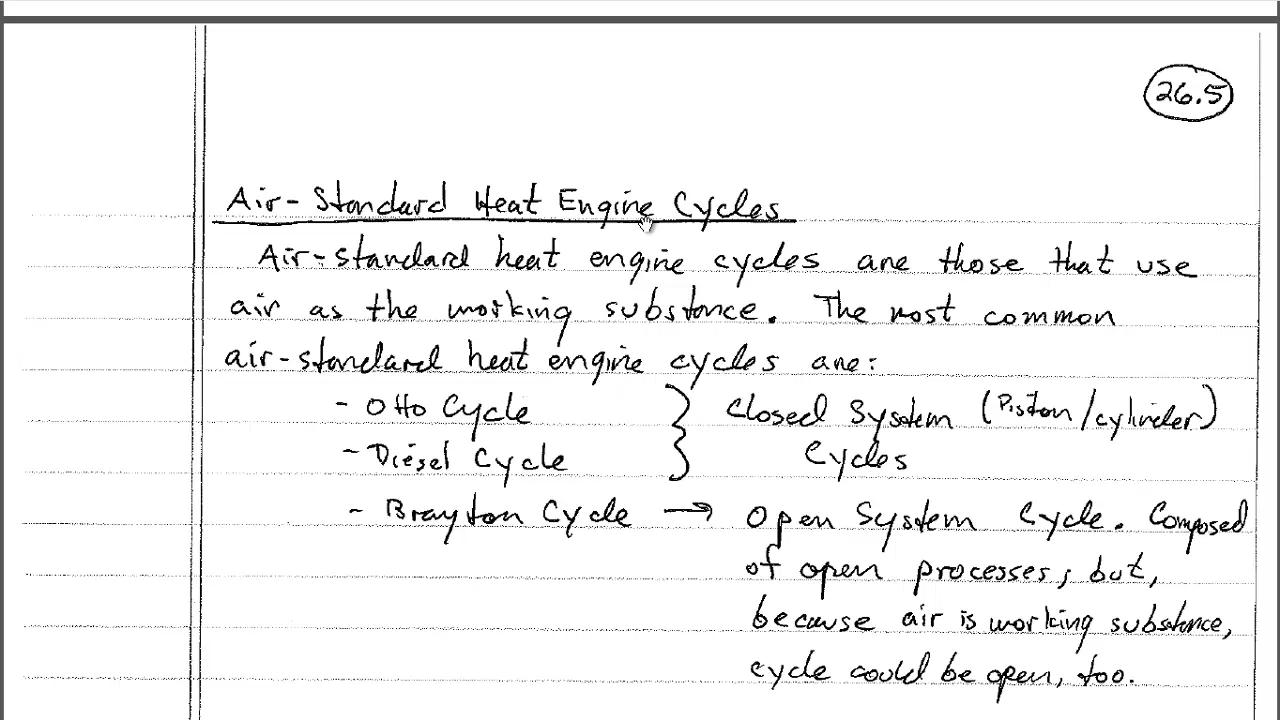 26.5
Air-Standard Heat Engine Cycles
Air-standard heat engine cycles are those that use
air as the working substance. The most common
air-standard heat engine cycles are:
- Otto Cycle } Closed System (Piston/cylinder)
- Diesel Cycle Cycles
- Brayton Cycle → Open System Cycle. Composed
of open processes; but,
because air is working substance,
cycle could be open, too.